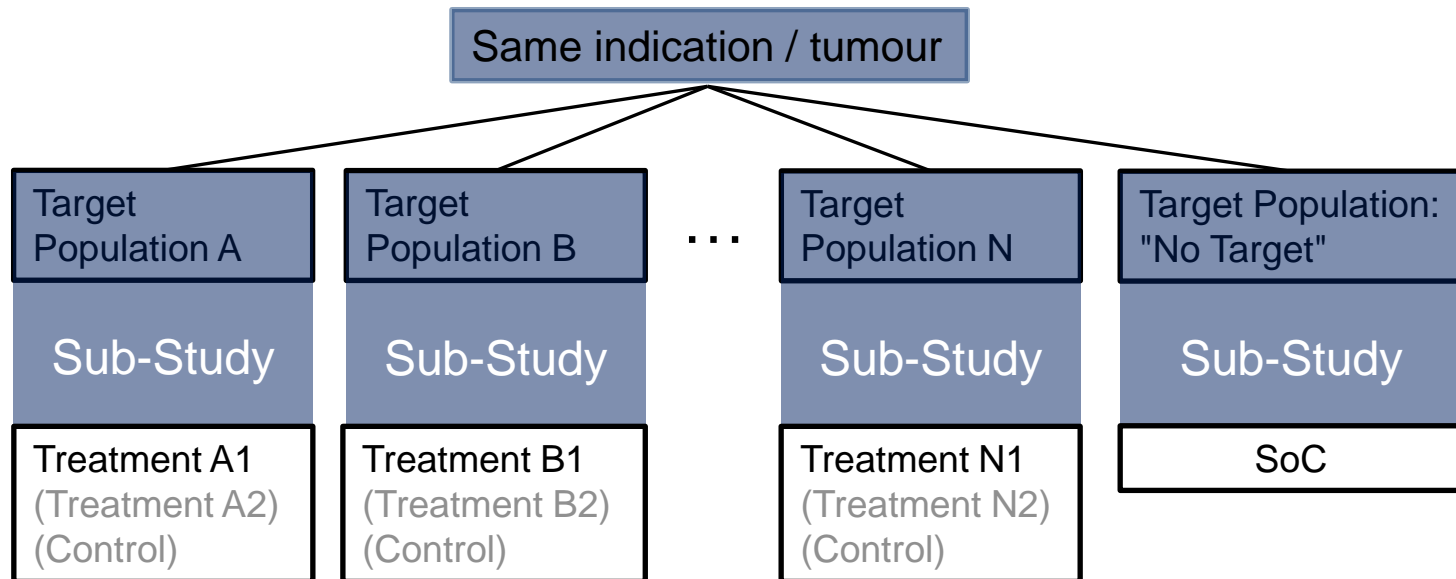 Same indication / tumour
Target
Population A
Target
Population B
...
Target
Population N
Target Population:
"No Target"
Sub-Study
Sub-Study
Sub-Study
Sub-Study
Treatment A1
(Treatment A2)
(Control)
Treatment B1
(Treatment B2)
(Control)
Treatment N1
(Treatment N2)
(Control)
SoC